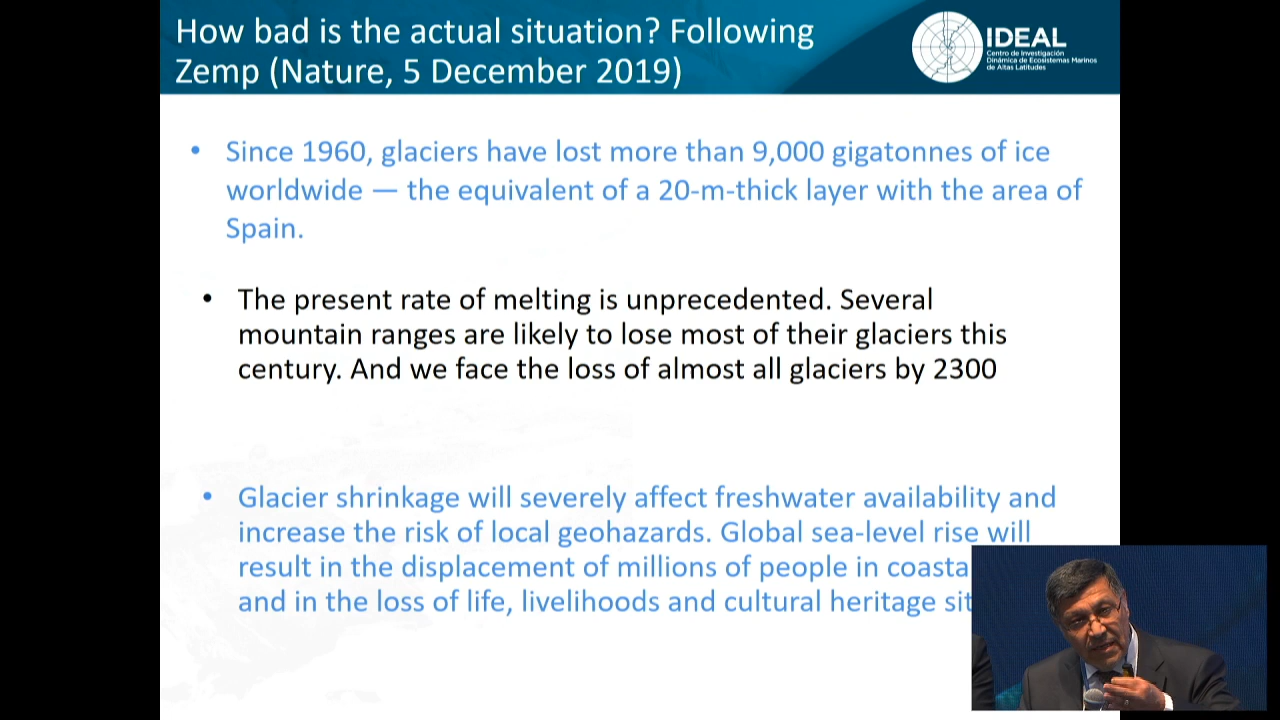 How bad is the actual situation? Following
Zemp (Nature, 5 December 2019)
IDEAL
Centro de Investigación
Dinámica de Ecosistemas Marinos
de Altas Latitudes
• Since 1960, glaciers have lost more than 9,000 gigatonnes of ice
worldwide — the equivalent of a 20-m-thick layer with the area of
Spain.
• The present rate of melting is unprecedented. Several
mountain ranges are likely to lose most of their glaciers this
century. And we face the loss of almost all glaciers by 2300
• Glacier shrinkage will severely affect freshwater availability and
increase the risk of local geohazards. Global sea-level rise will
result in the displacement of millions of people in coasta
and in the loss of life, livelihoods and cultural heritage sit